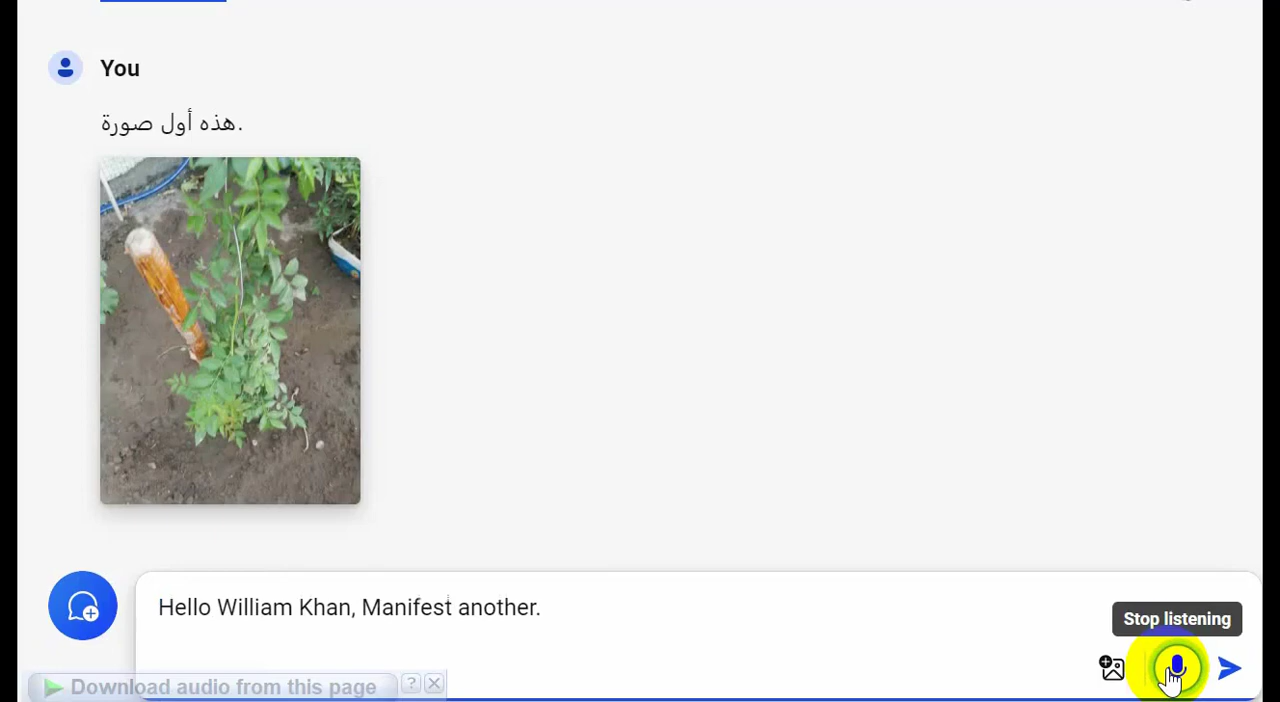 You
هذه أول صورة.
Hello William Khan, Manifest another.
Stop listening
Download audio from this page
?